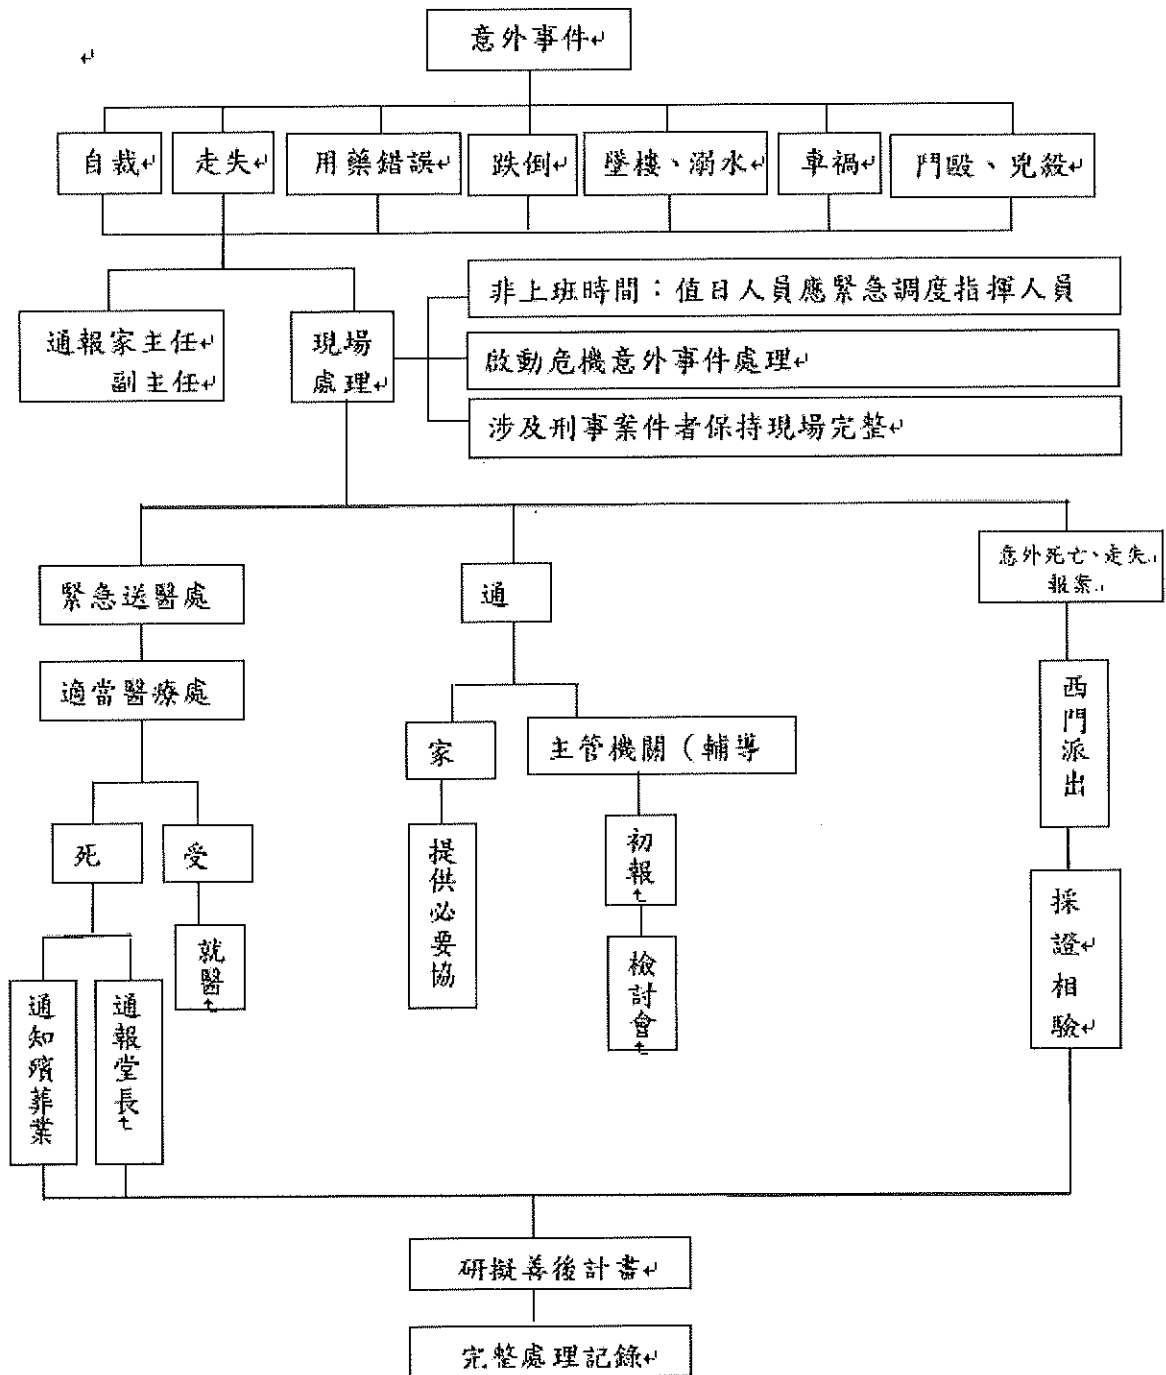 意外事件
自裁
走失
用藥錯誤
跌倒
墜樓、溺水
車禍
鬥毆、兇殺
通報家主任
副主任
現場
處理
非上班時間：值日人員應緊急調度指揮人員
啟動危機意外事件處理
涉及刑事案件者保持現場完整
緊急送醫處
通
意外死亡、走失
報案
適當醫療處
家
主管機關（輔導
西門派出
死
受
提供必要協
初報
採
證
相
驗
就醫
檢討會
通知殯葬業
通報堂長
研擬善後計畫
完整處理記錄